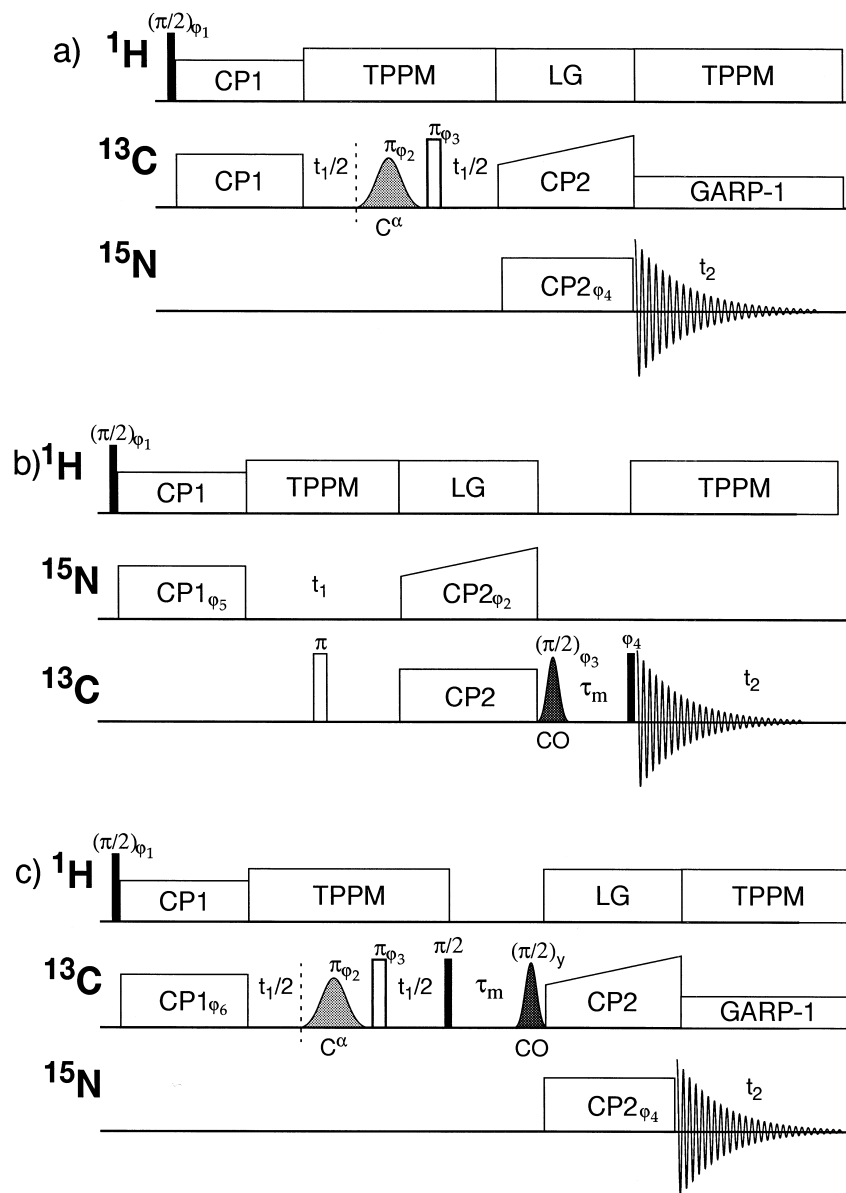 a) ¹H (π/2)φ₁ CP1 TPPM LG TPPM
¹³C CP1 t₁/2 πφ₂ πφ₃ t₁/2 CP2 GARP-1
Cᵅ
¹⁵N CP2φ₄ t₂
b) ¹H (π/2)φ₁ CP1 TPPM LG TPPM
¹⁵N CP1φ₅ t₁ CP2φ₂
¹³C π CP2 (π/2)φ₃ τₘ φ₄ t₂
CO
c) ¹H (π/2)φ₁ CP1 TPPM LG TPPM
¹³C CP1φ₆ t₁/2 πφ₂ πφ₃ t₁/2 π/2 τₘ (π/2)y CP2 GARP-1
Cᵅ CO
¹⁵N CP2φ₄ t₂